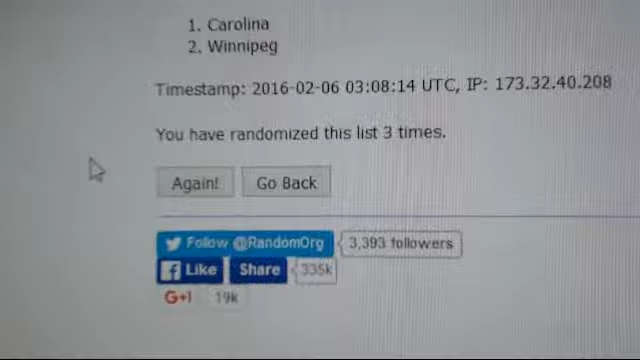 1. Carolina
2. Winnipeg
Timestamp: 2016-02-06 03:08:14 UTC, IP: 173.32.40.208
You have randomized this list 3 times.
Again! Go Back
Follow @RandomOrg 3,393 followers
Like Share 335k
G+1 19k